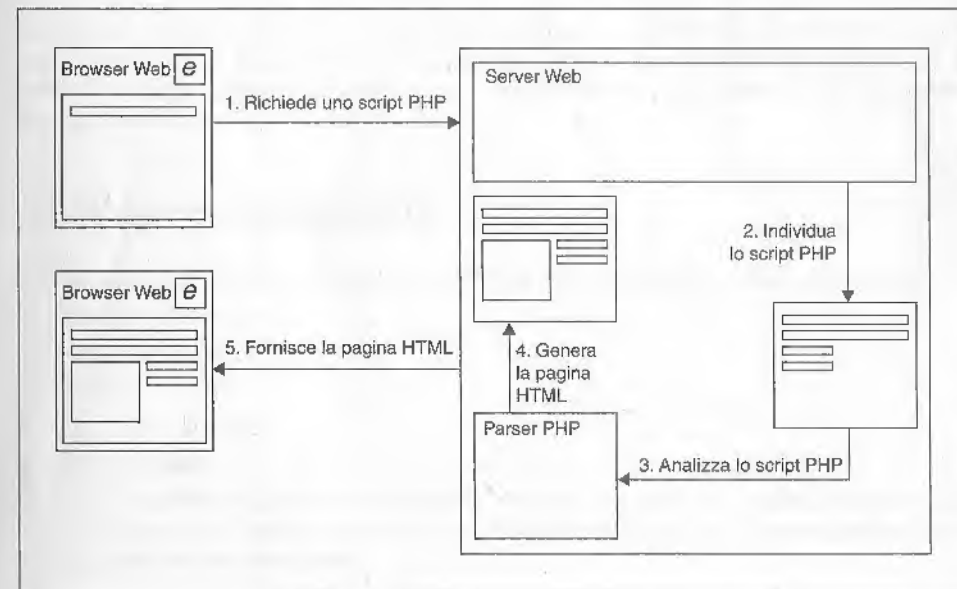 Browser Web e
Server Web
1. Richiede uno script PHP
2. Individua
lo script PHP
Browser Web e
5. Fornisce la pagina HTML
4. Genera
la pagina
HTML
Parser PHP
3. Analizza lo script PHP